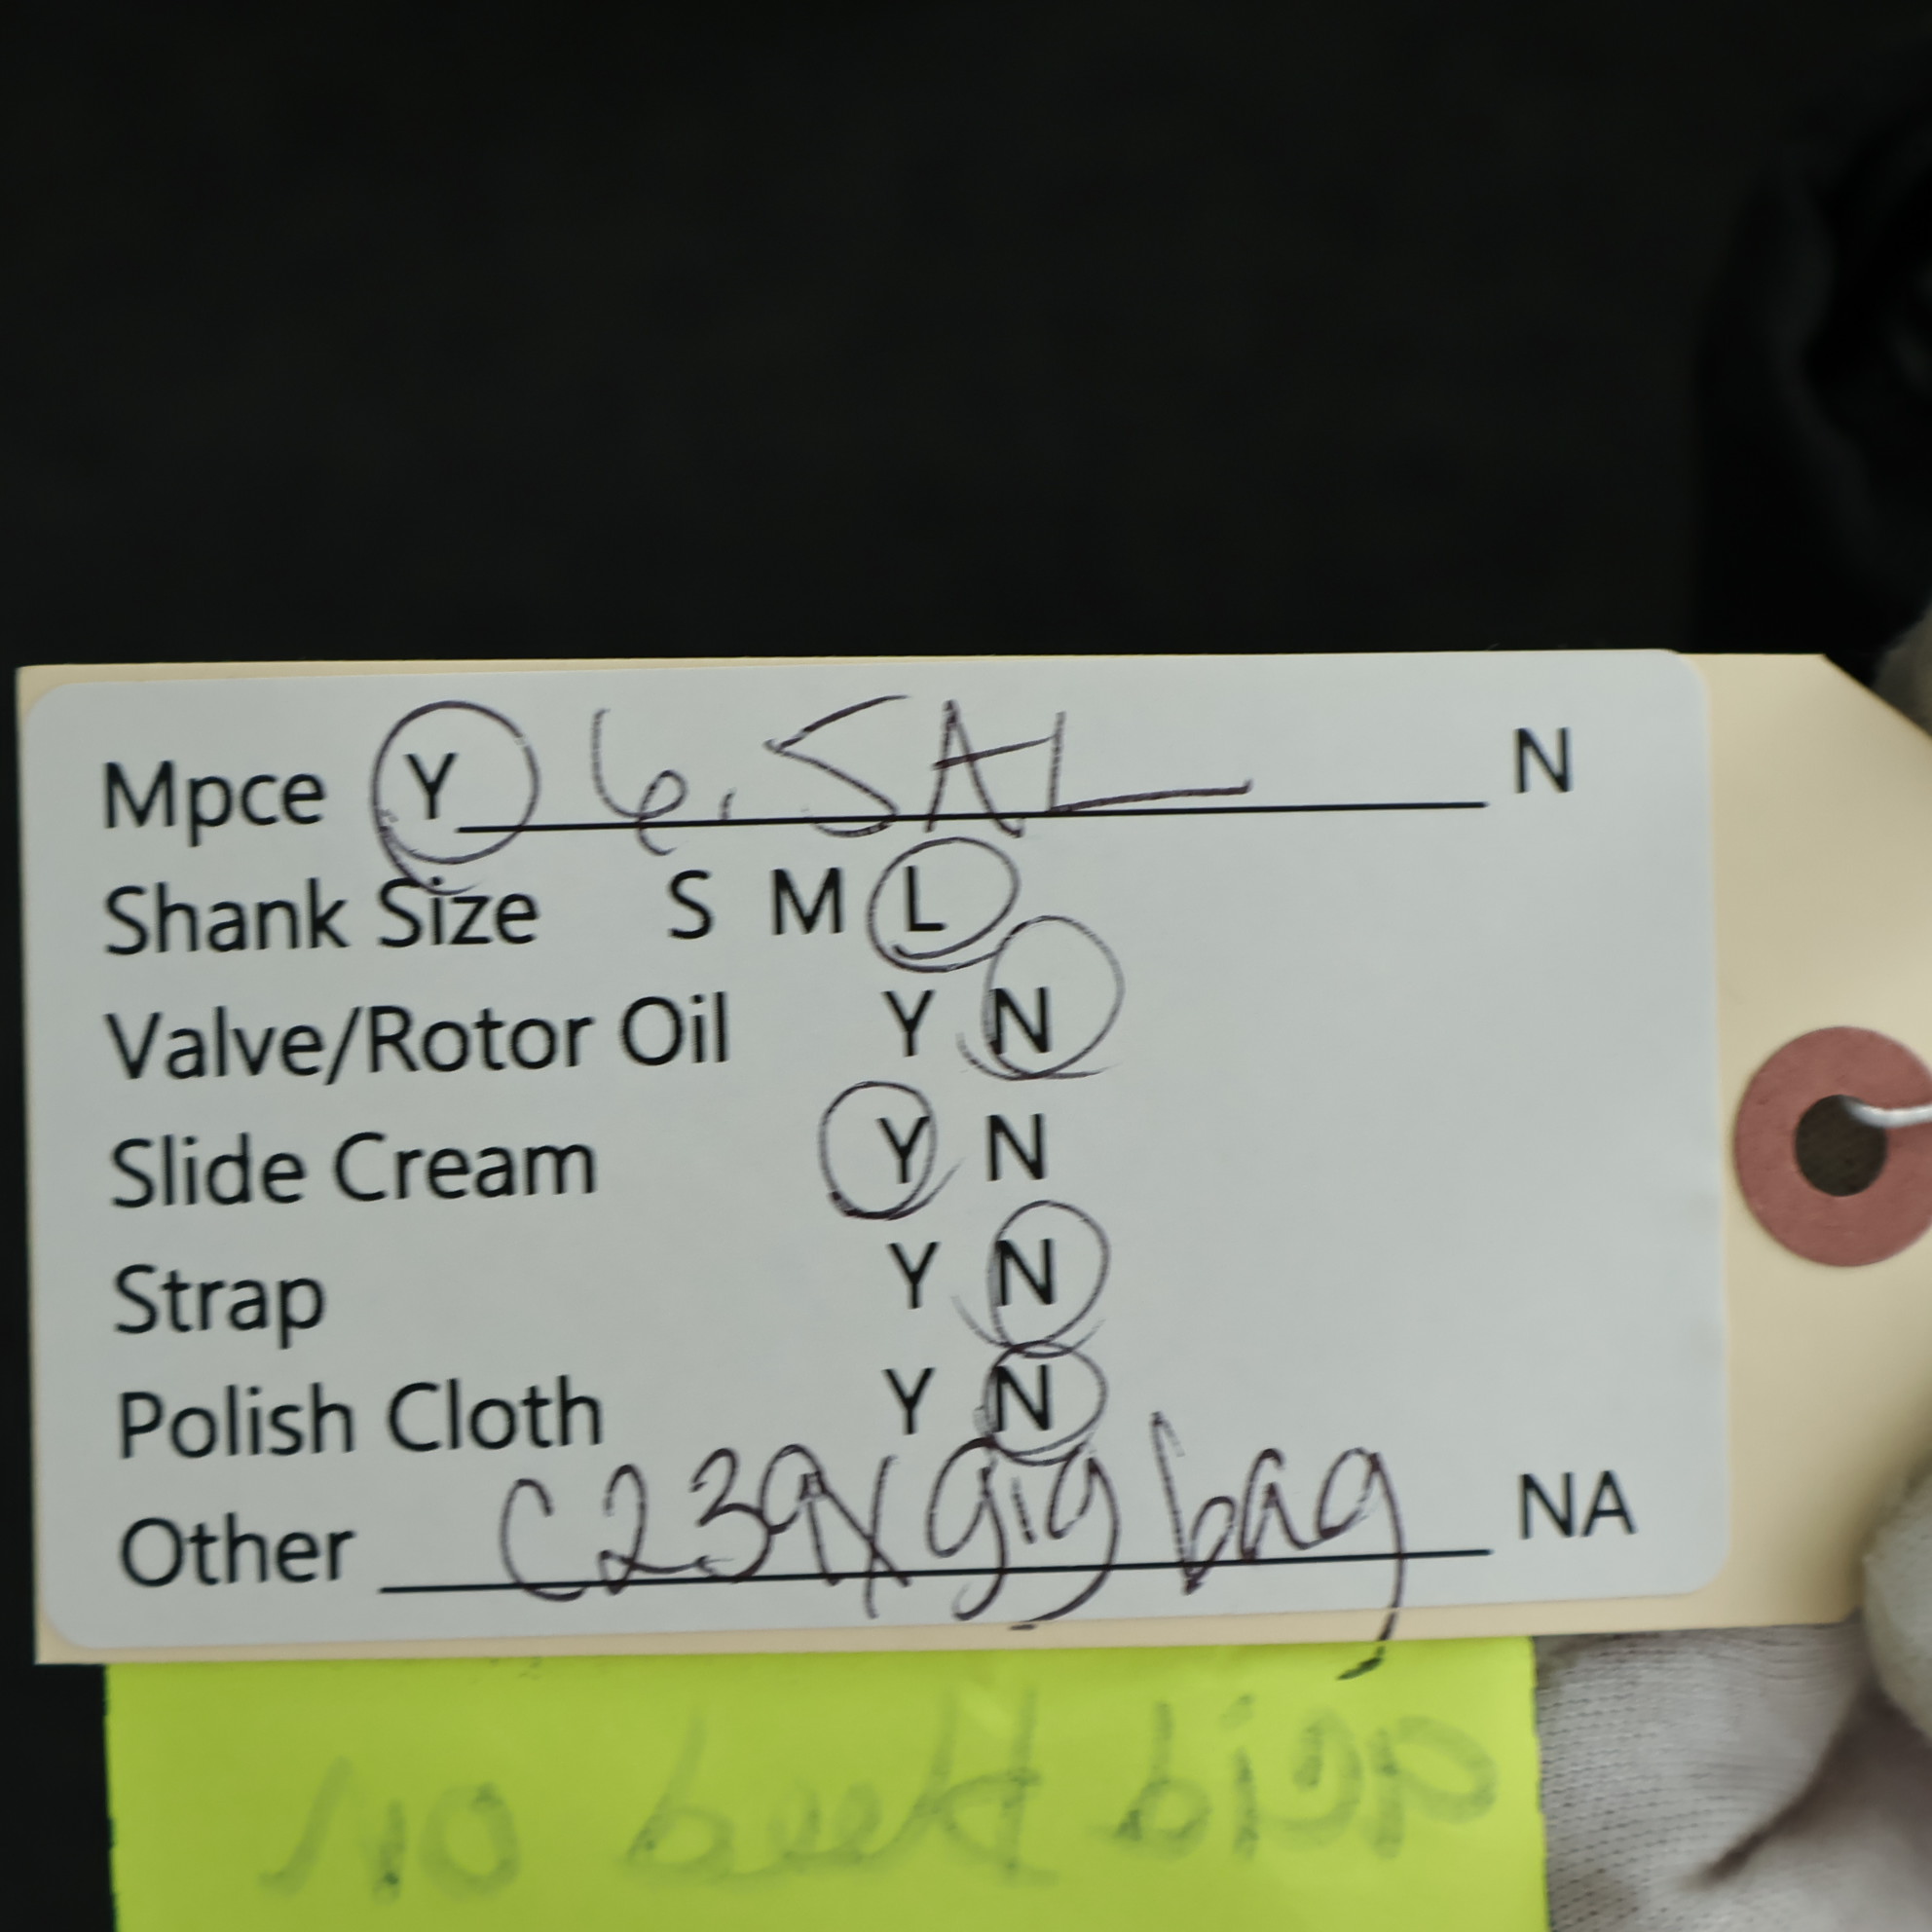 Mpce Y 6.5AL N
Shank Size S M L
Valve/Rotor Oil Y N
Slide Cream Y N
Strap Y N
Polish Cloth Y N
Other C239X gig bag NA